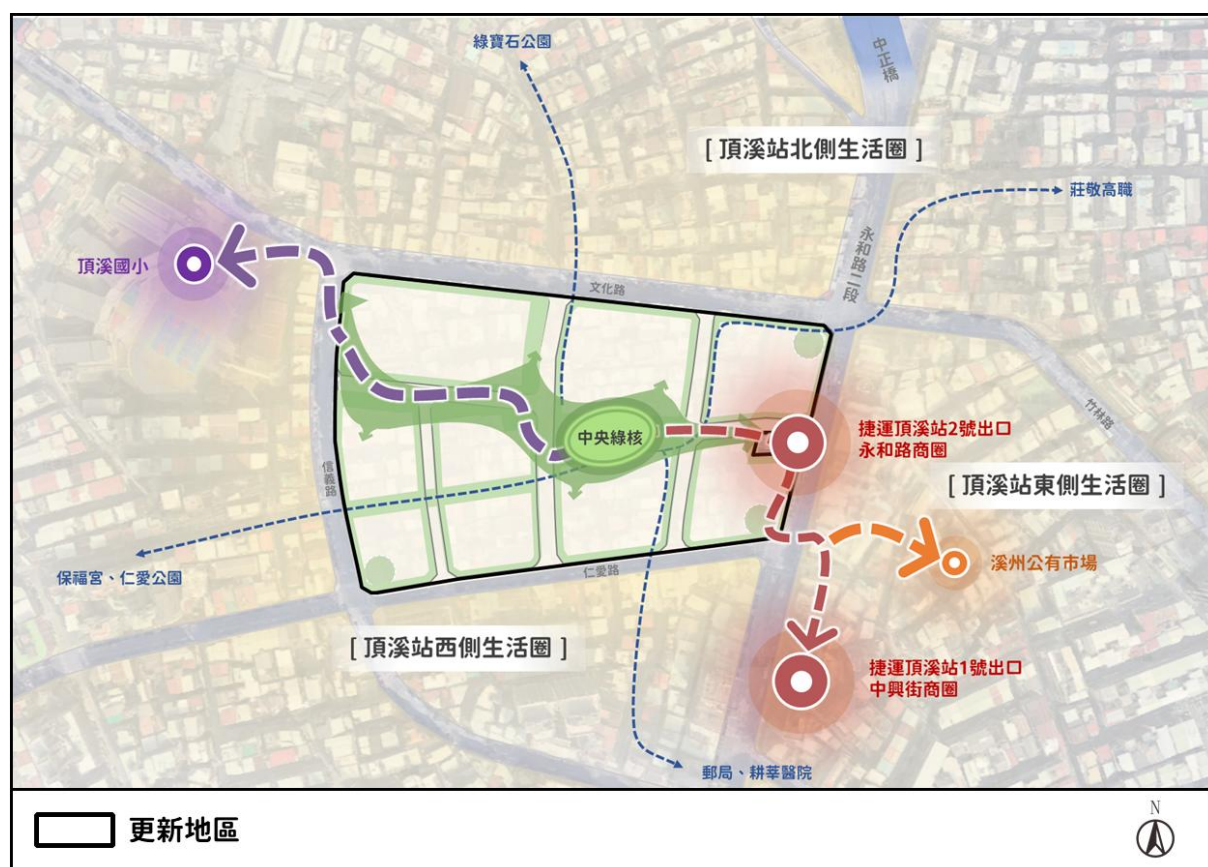 綠寶石公園
中正橋
[ 頂溪站北側生活圈 ]
莊敬高職
永和路二段
頂溪國小
文化路
竹林路
中央綠核
捷運頂溪站2號出口
永和路商圈
信義路
[ 頂溪站東側生活圈 ]
溪州公有市場
保福宮、仁愛公園
仁愛路
[ 頂溪站西側生活圈 ]
捷運頂溪站1號出口
中興街商圈
郵局、耕莘醫院
更新地區
N